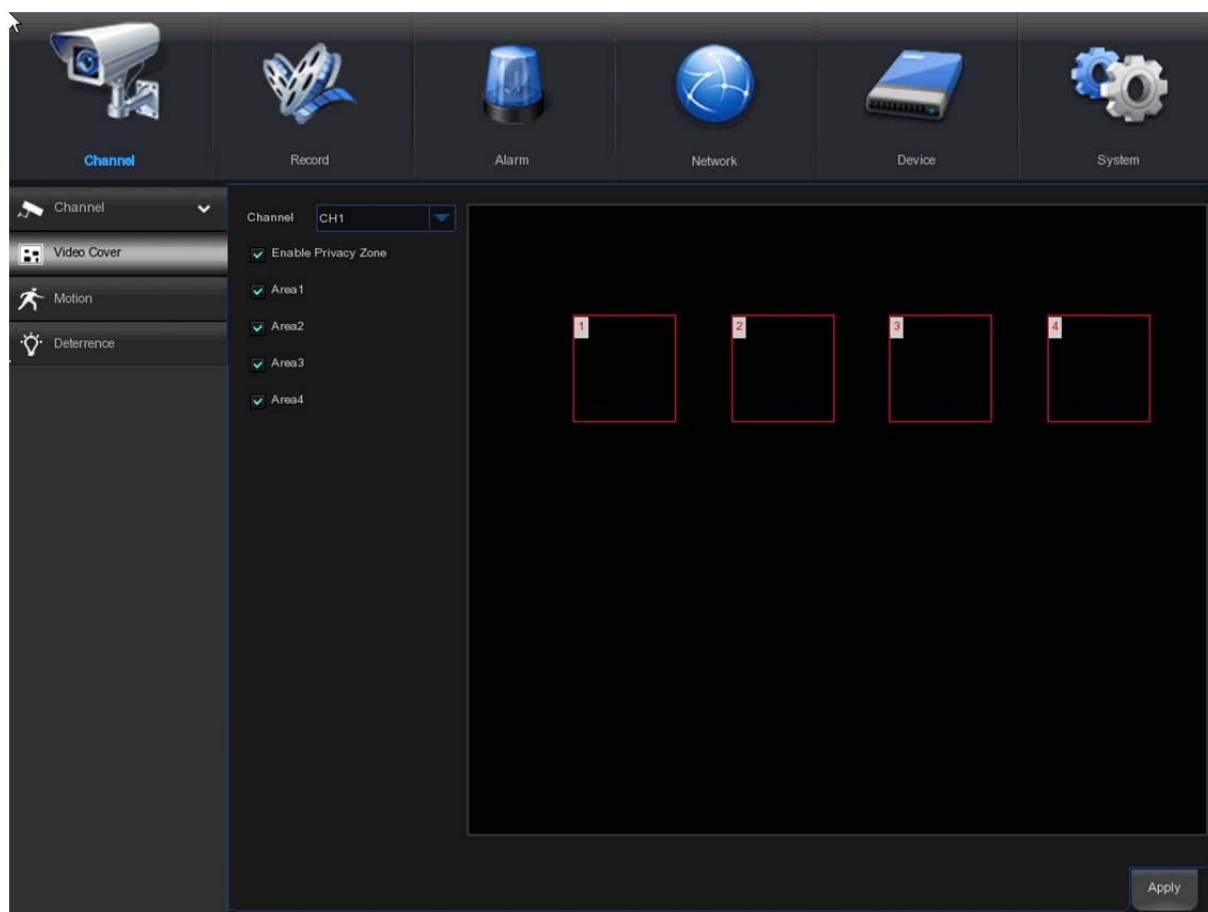 Channel
Record
Alarm
Network
Device
System
Channel
Video Cover
Motion
Deterrence
Channel CH1
Enable Privacy Zone
Area1
Area2
Area3
Area4
1 2 3 4
Apply